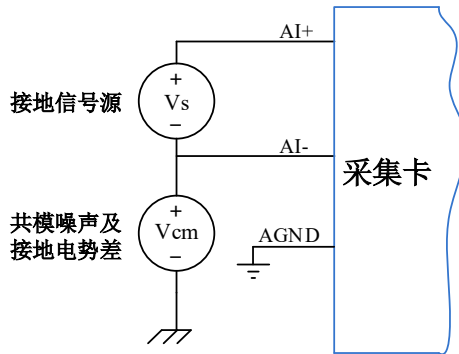 AI+
+
接地信号源
Vs
−
AI-
采集卡
+
共模噪声及
接地电势差
Vcm
AGND
−